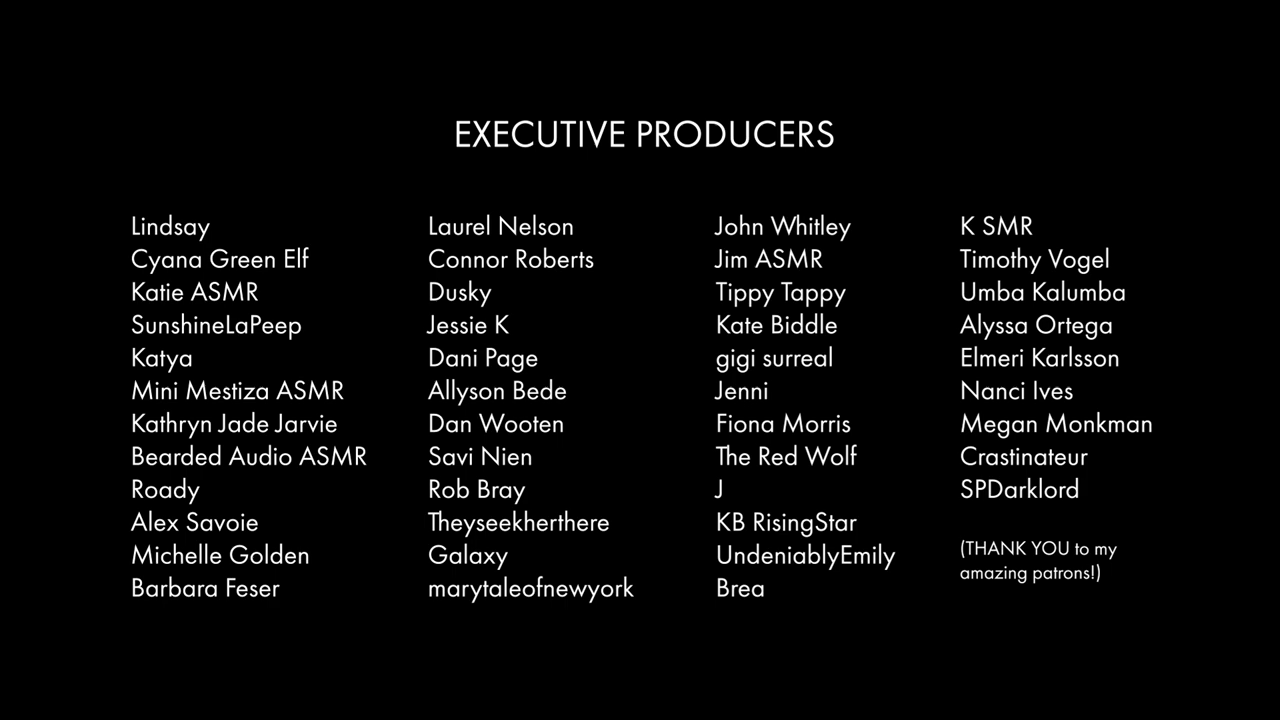 EXECUTIVE PRODUCERS
Lindsay
Cyana Green Elf
Katie ASMR
SunshineLaPeep
Katya
Mini Mestiza ASMR
Kathryn Jade Jarvie
Bearded Audio ASMR
Roady
Alex Savoie
Michelle Golden
Barbara Feser
Laurel Nelson
Connor Roberts
Dusky
Jessie K
Dani Page
Allyson Bede
Dan Wooten
Savi Nien
Rob Bray
Theyseekherthere
Galaxy
marytaleofnewyork
John Whitley
Jim ASMR
Tippy Tappy
Kate Biddle
gigi surreal
Jenni
Fiona Morris
The Red Wolf
J
KB RisingStar
UndeniablyEmily
Brea
K SMR
Timothy Vogel
Umba Kalumba
Alyssa Ortega
Elmeri Karlsson
Nanci Ives
Megan Monkman
Crastinateur
SPDarklord
(THANK YOU to my
amazing patrons!)